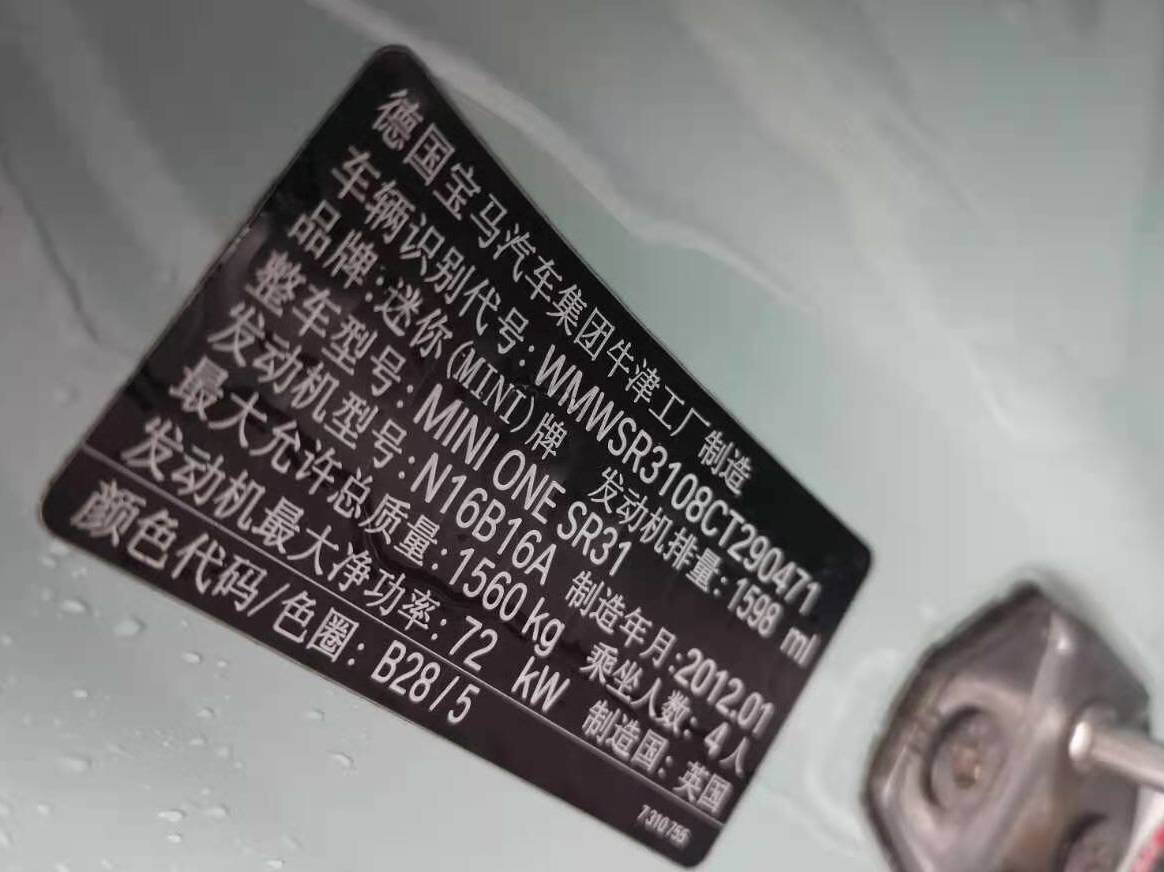 德国宝马汽车集团牛津工厂制造
车辆识别代号：WMWSR3108CT290471
品牌：迷你(MINI)牌 发动机排量：1598 ml
整车型号：MINI ONE SR31
发动机型号：N16B16A 制造年月：2012.01
最大允许总质量：1560 kg 乘坐人数：4人
发动机最大净功率：72 kW 制造国：英国
颜色代码/色圈：B28/5
7 310 755